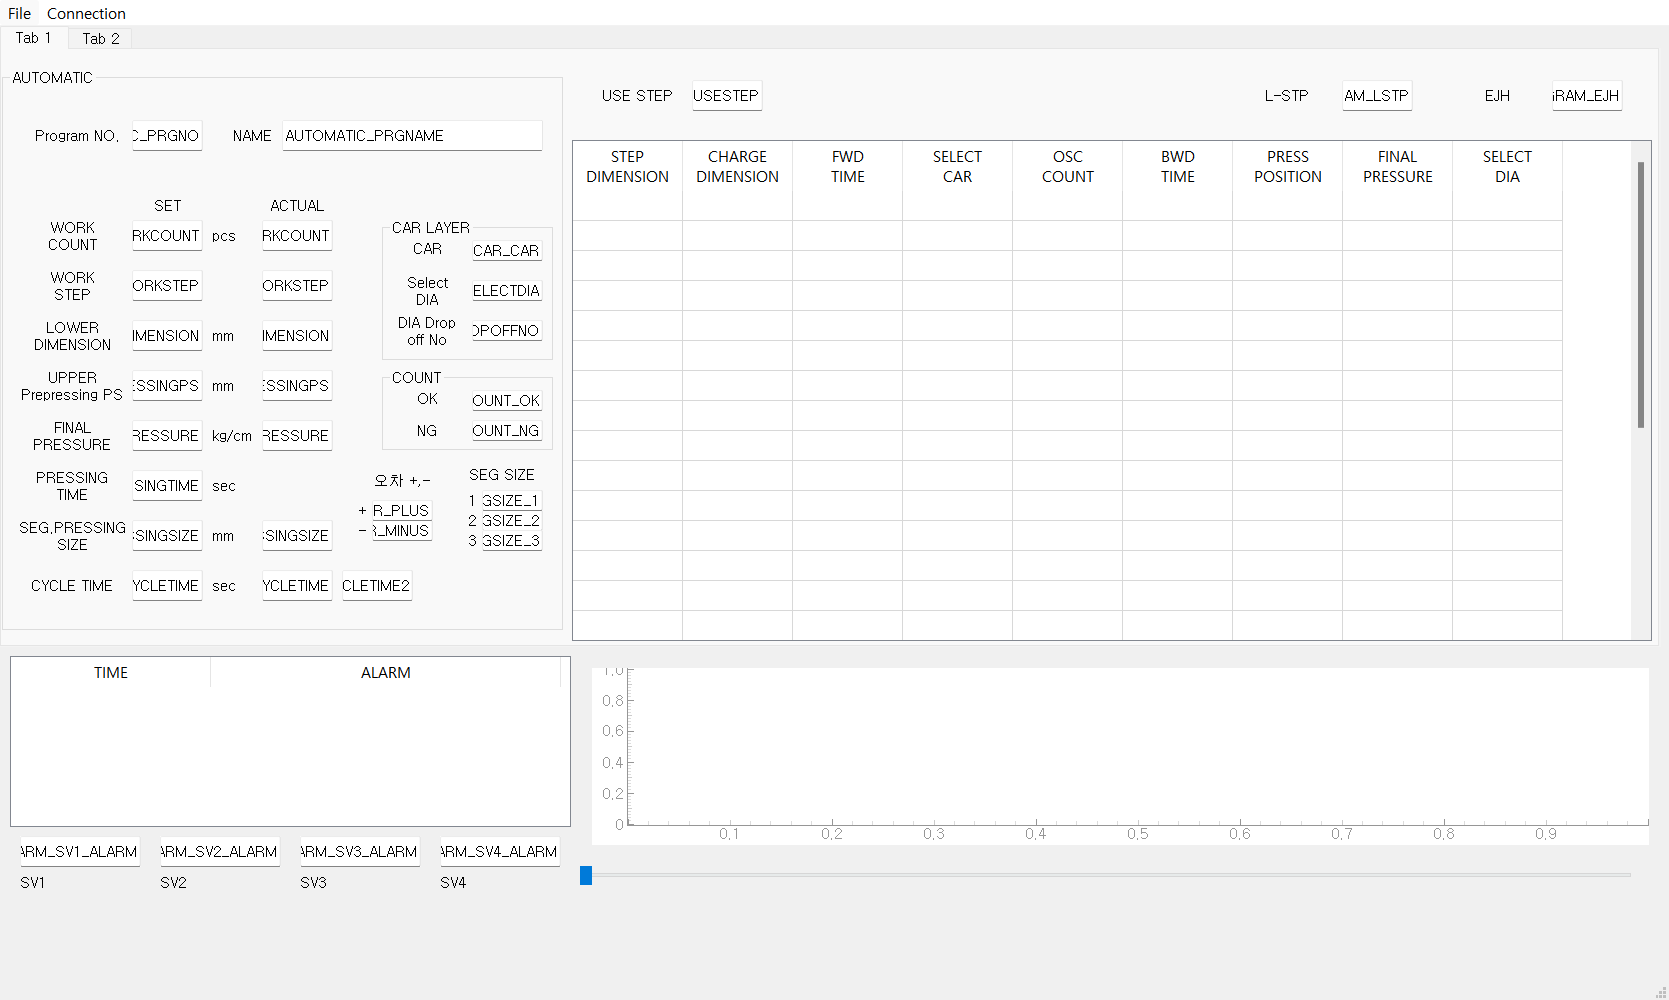 File Connection
Tab 1 Tab 2
AUTOMATIC
Program NO. C_PRGNO NAME AUTOMATIC_PRGNAME
SET ACTUAL
WORK
COUNT RKCOUNT pcs RKCOUNT
WORK
STEP ORKSTEP ORKSTEP
LOWER
DIMENSION IMENSION mm IMENSION
UPPER
Prepressing PS ESSINGPS mm ESSINGPS
FINAL
PRESSURE RESSURE kg/cm RESSURE
PRESSING
TIME SINGTIME sec
SEG.PRESSING
SIZE SSINGSIZE mm SSINGSIZE
CYCLE TIME YCLETIME sec YCLETIME CLETIME2
CAR LAYER
CAR CAR_CAR
Select
DIA ELECTDIA
DIA Drop
off No OPOFFNO
COUNT
OK OUNT_OK
NG OUNT_NG
오차 +,-
+ R_PLUS
- R_MINUS
SEG SIZE
1 GSIZE_1
2 GSIZE_2
3 GSIZE_3
USE STEP USESTEP L-STP AM_LSTP EJH iRAM_EJH
STEP
DIMENSION
CHARGE
DIMENSION
FWD
TIME
SELECT
CAR
OSC
COUNT
BWD
TIME
PRESS
POSITION
FINAL
PRESSURE
SELECT
DIA
TIME ALARM
ARM_SV1_ALARM ARM_SV2_ALARM ARM_SV3_ALARM ARM_SV4_ALARM
SV1 SV2 SV3 SV4
1,0
0,8
0,6
0,4
0,2
0
0,1 0,2 0,3 0,4 0,5 0,6 0,7 0,8 0,9